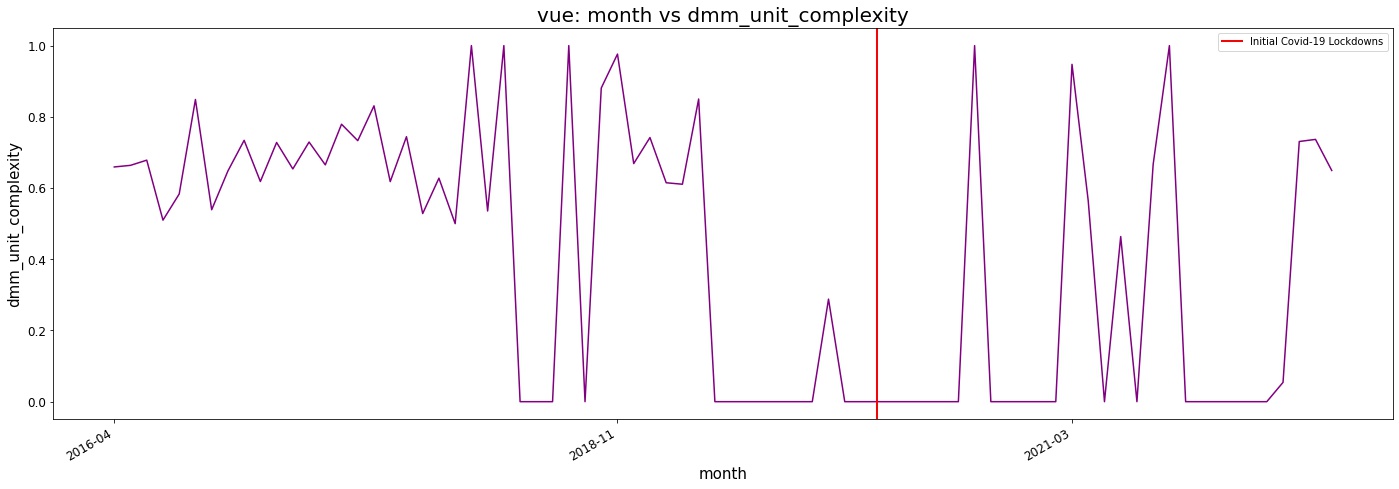 vue: month vs dmm_unit_complexity
Initial Covid-19 Lockdowns
1.0
0.8
0.6
0.4
0.2
0.0
dmm_unit_complexity
2016-04
2018-11
2021-03
month